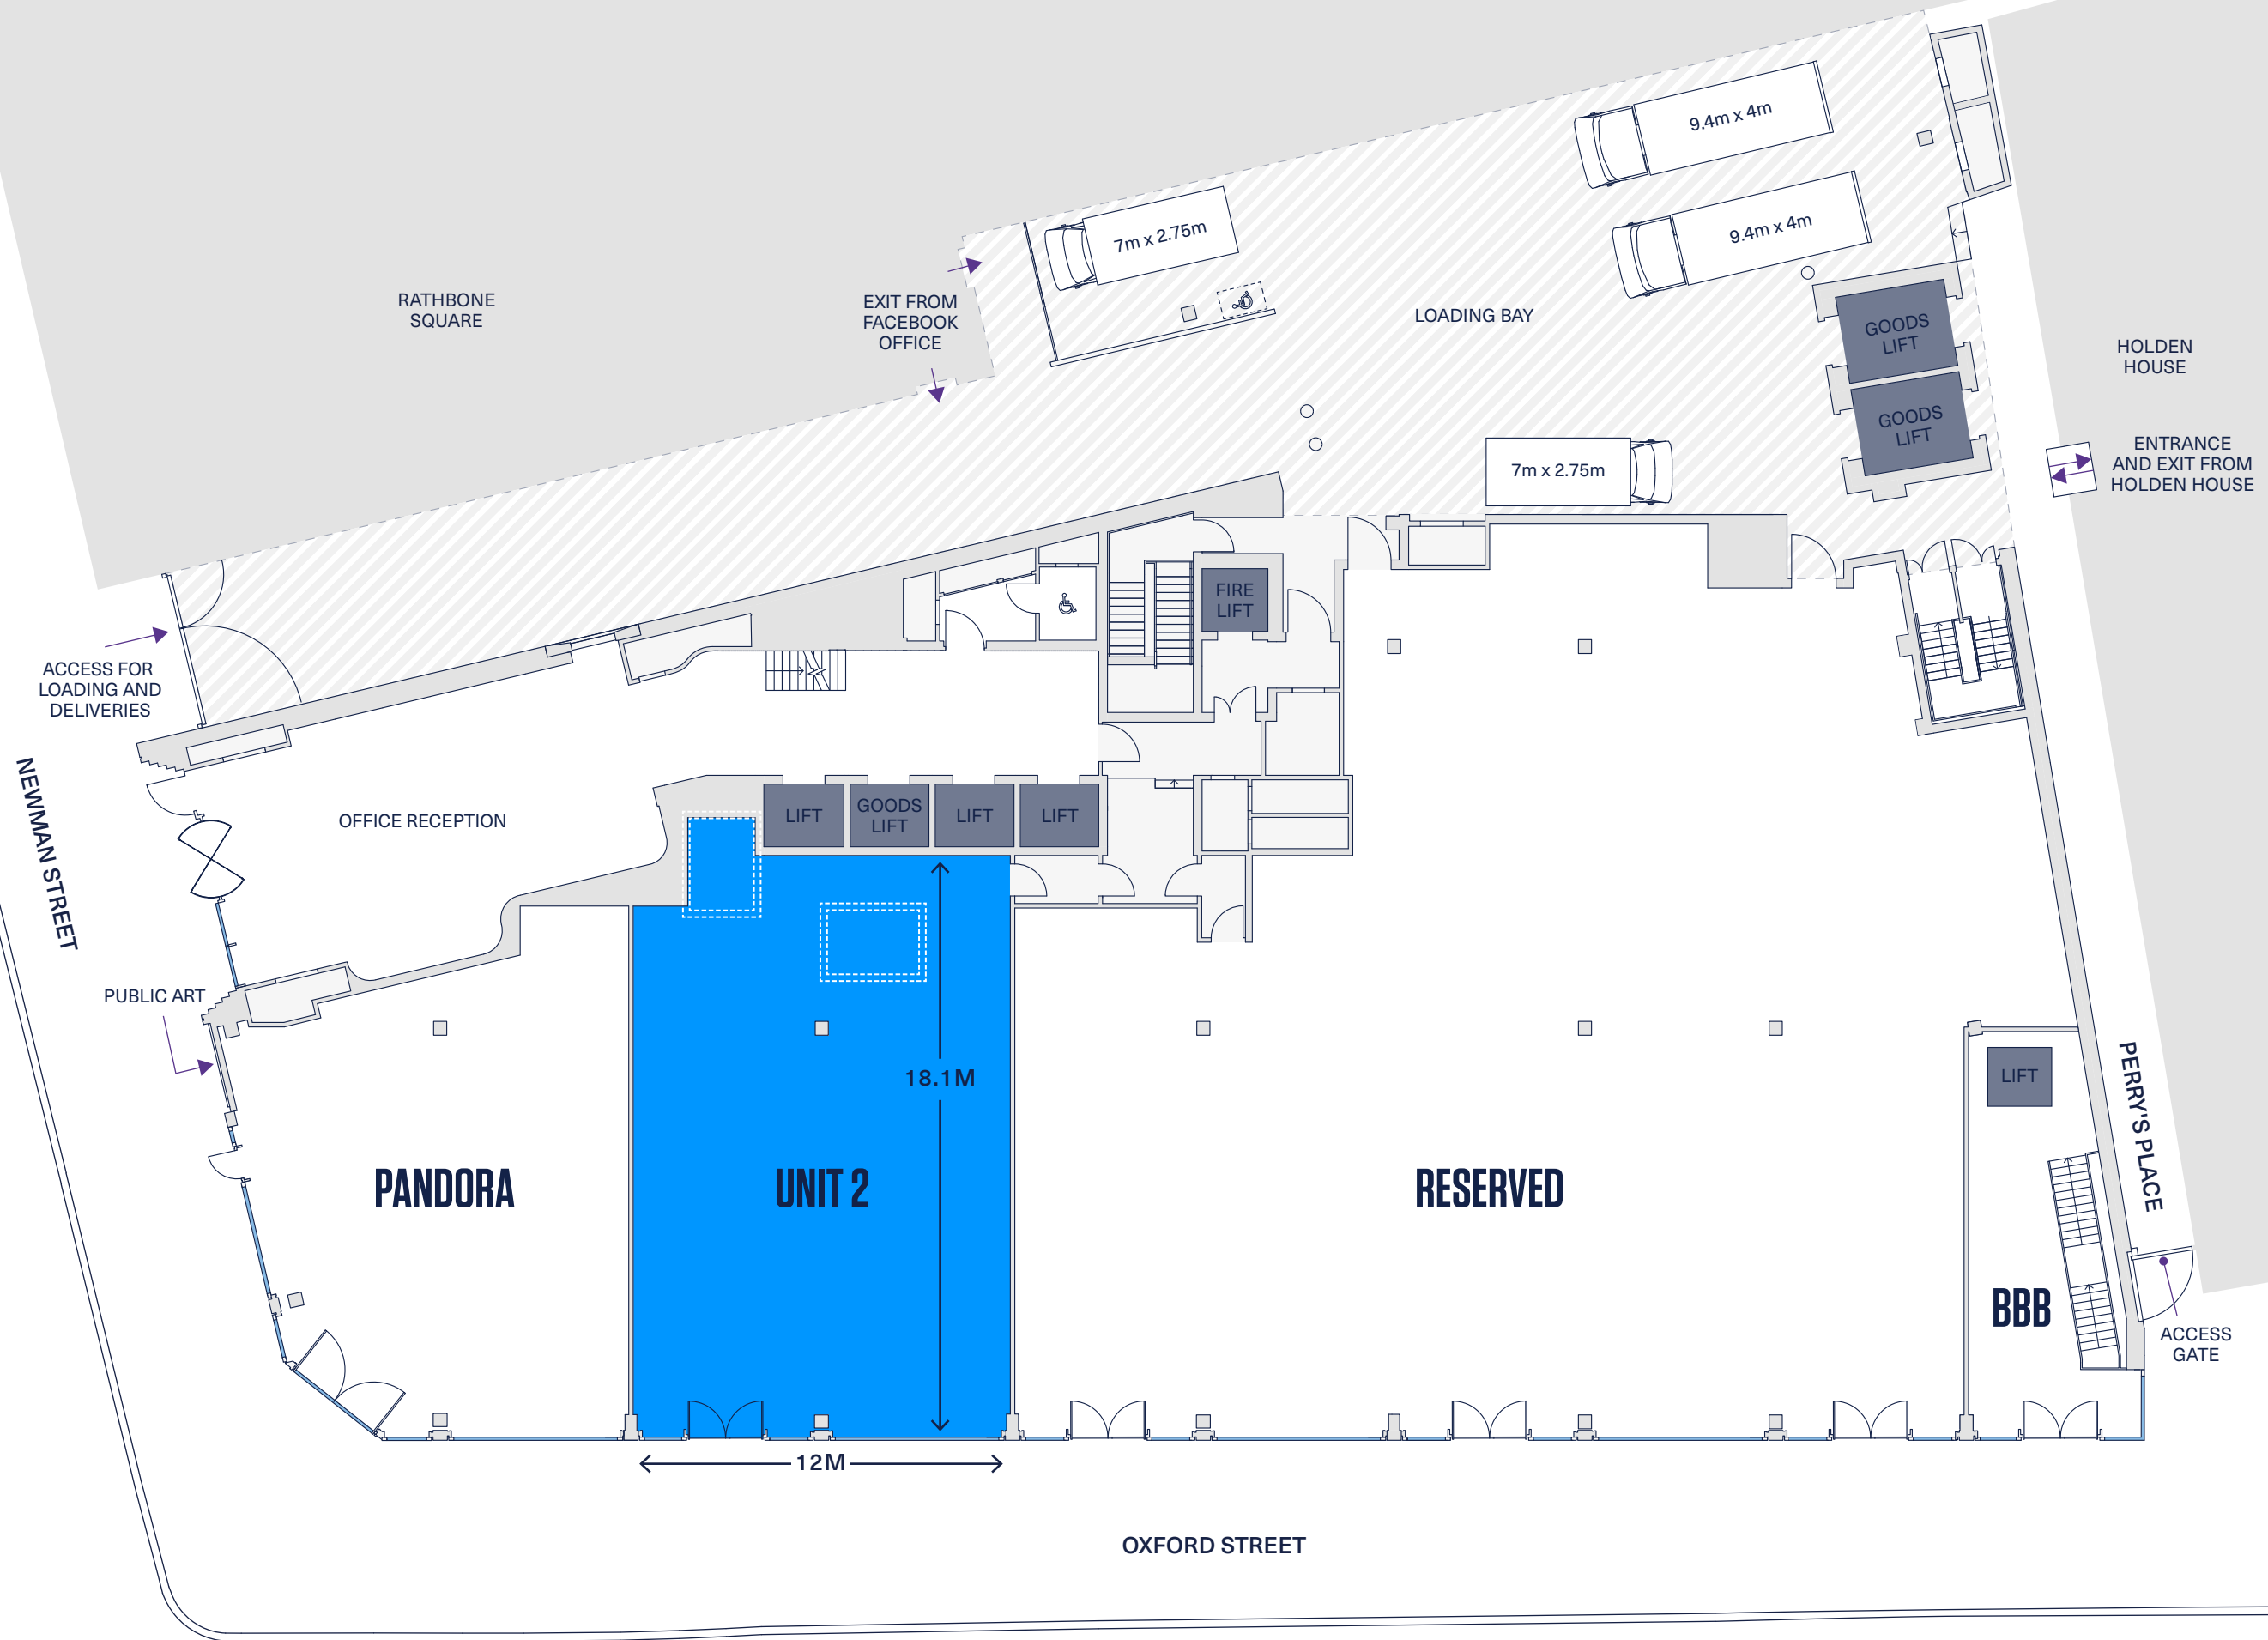 9.4m x 4m
9.4m x 4m
7m x 2.75m
RATHBONE
SQUARE
EXIT FROM
FACEBOOK
OFFICE
LOADING BAY
GOODS
LIFT
GOODS
LIFT
HOLDEN
HOUSE
ENTRANCE
AND EXIT FROM
HOLDEN HOUSE
7m x 2.75m
FIRE
LIFT
ACCESS FOR
LOADING AND
DELIVERIES
NEWMAN STREET
OFFICE RECEPTION
LIFT
GOODS
LIFT
LIFT
LIFT
PUBLIC ART
18.1M
LIFT
PERRY'S PLACE
PANDORA
UNIT 2
RESERVED
BBB
ACCESS
GATE
12M
OXFORD STREET